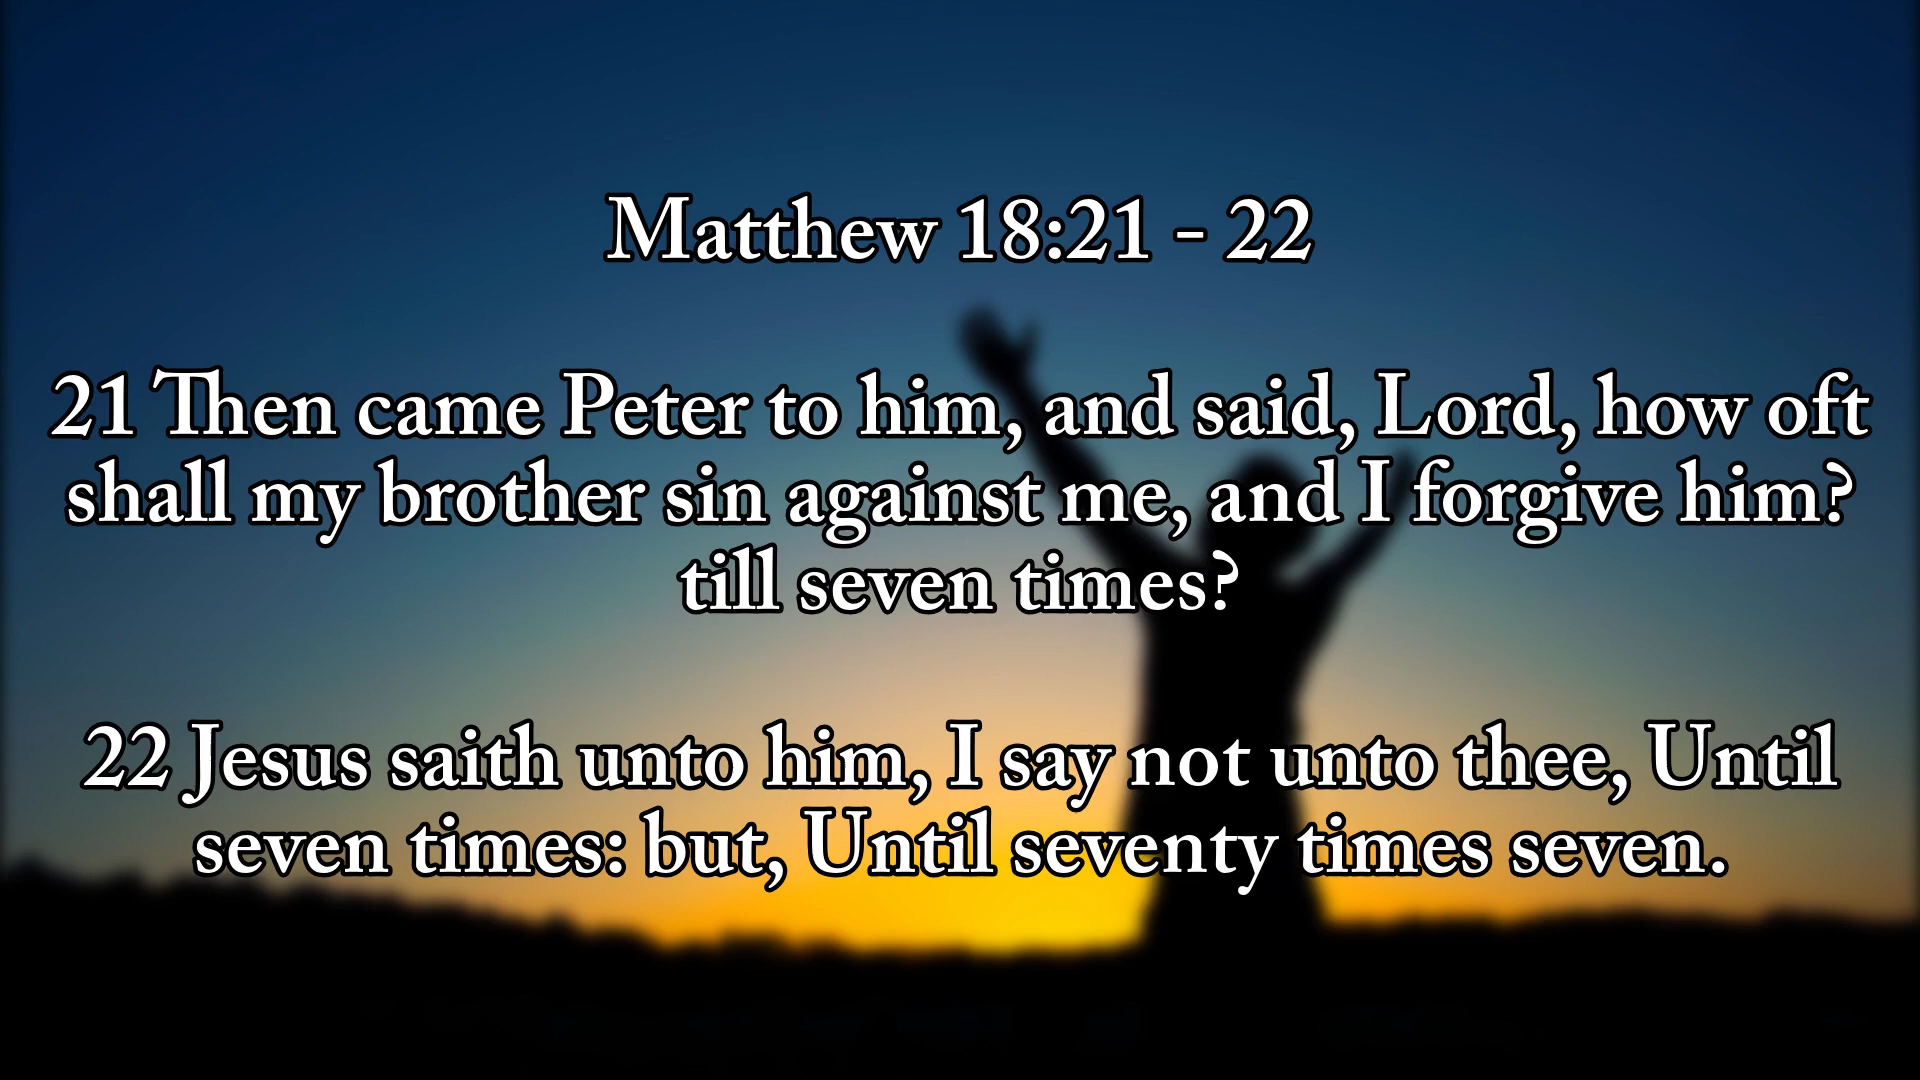 Matthew 18:21 - 22
21 Then came Peter to him, and said, Lord, how oft
shall my brother sin against me, and I forgive him?
till seven times?
22 Jesus saith unto him, I say not unto thee, Until
seven times: but, Until seventy times seven.